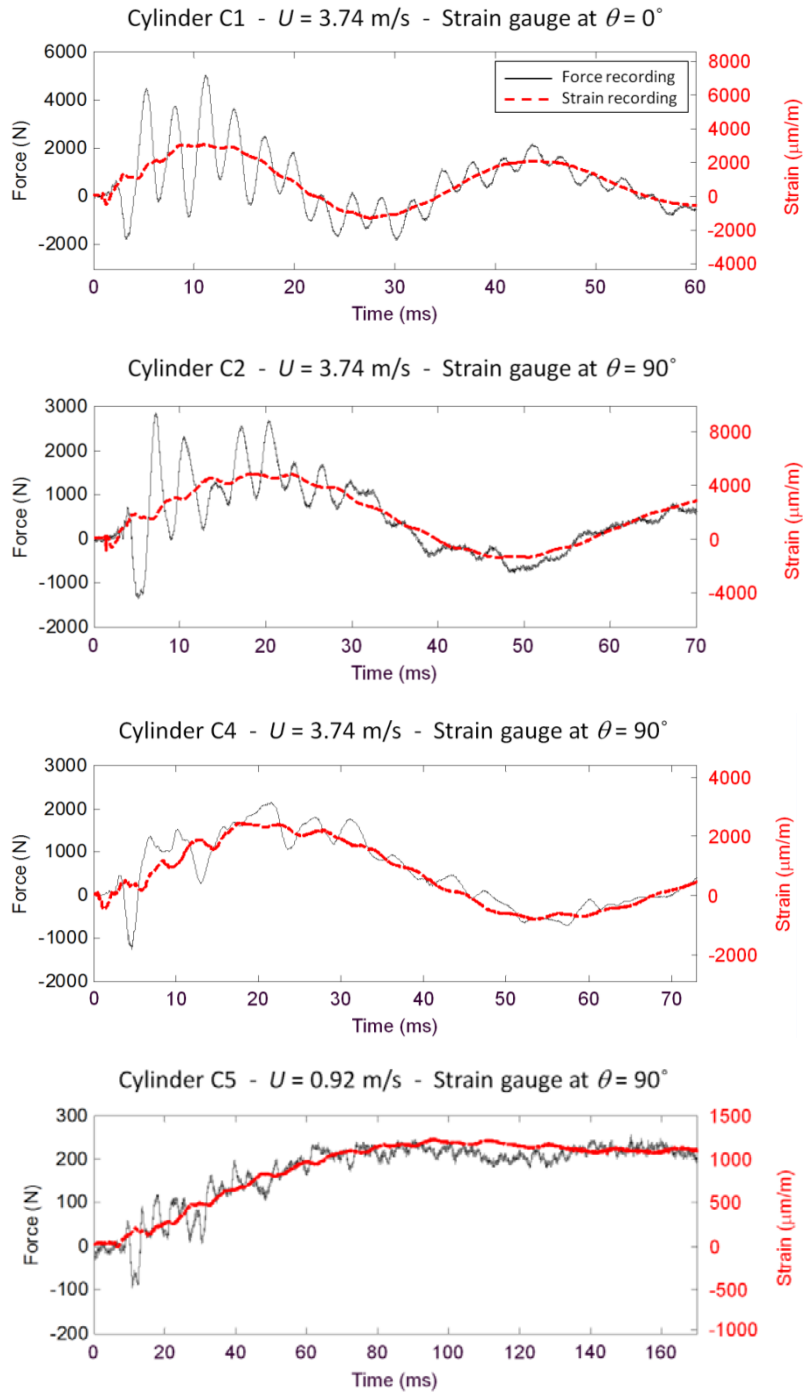 Cylinder C1 - U = 3.74 m/s - Strain gauge at θ = 0°
6000
4000
2000
0
-2000
Force (N)
8000
6000
4000
2000
0
-2000
-4000
Strain (μm/m)
Force recording
Strain recording
0 10 20 30 40 50 60
Time (ms)
Cylinder C2 - U = 3.74 m/s - Strain gauge at θ = 90°
3000
2000
1000
0
-1000
-2000
Force (N)
8000
4000
0
-4000
Strain (μm/m)
0 10 20 30 40 50 60 70
Time (ms)
Cylinder C4 - U = 3.74 m/s - Strain gauge at θ = 90°
3000
2000
1000
0
-1000
-2000
Force (N)
4000
2000
0
-2000
Strain (μm/m)
0 10 20 30 40 50 60 70
Time (ms)
Cylinder C5 - U = 0.92 m/s - Strain gauge at θ = 90°
300
200
100
0
-100
-200
Force (N)
1500
1000
500
0
-500
-1000
Strain (μm/m)
0 20 40 60 80 100 120 140 160
Time (ms)